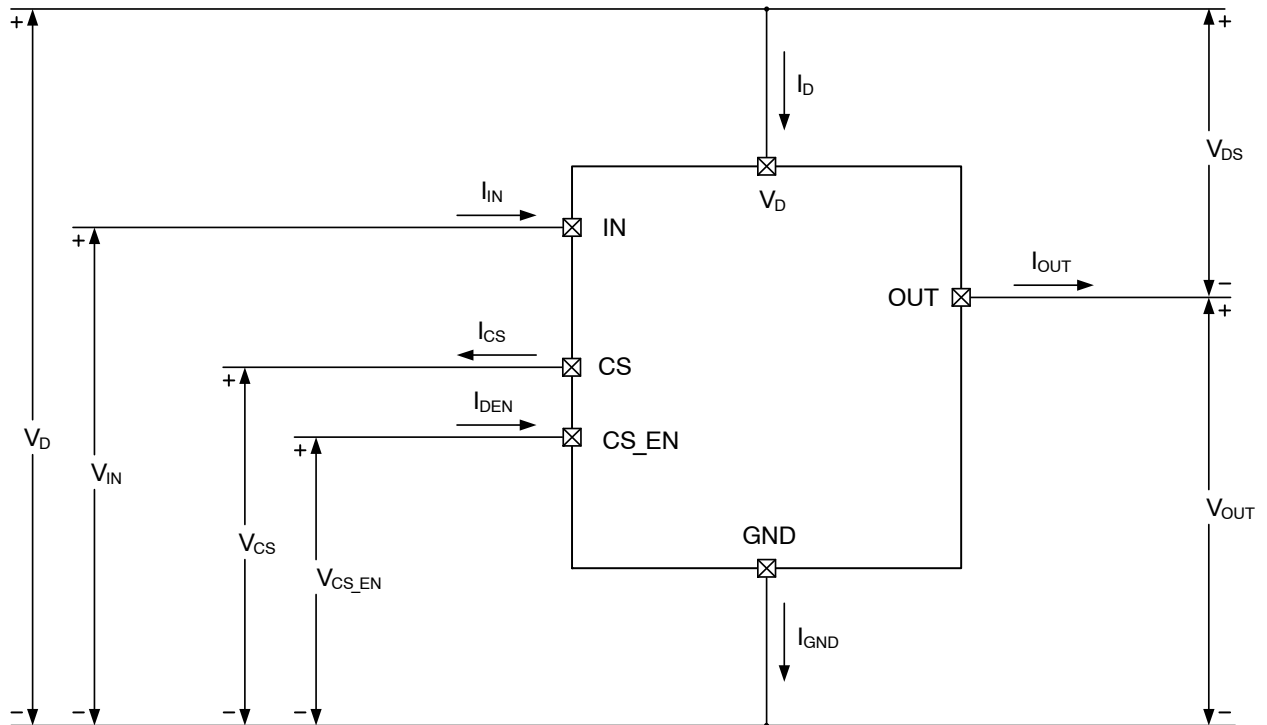 +
+
I_D
V_DS
I_IN
V_D
+
IN
I_OUT
OUT
−
+
I_CS
+
CS
I_DEN
V_D
+
CS_EN
V_IN
V_OUT
GND
V_CS
V_CS_EN
I_GND
−
−
−
−
−